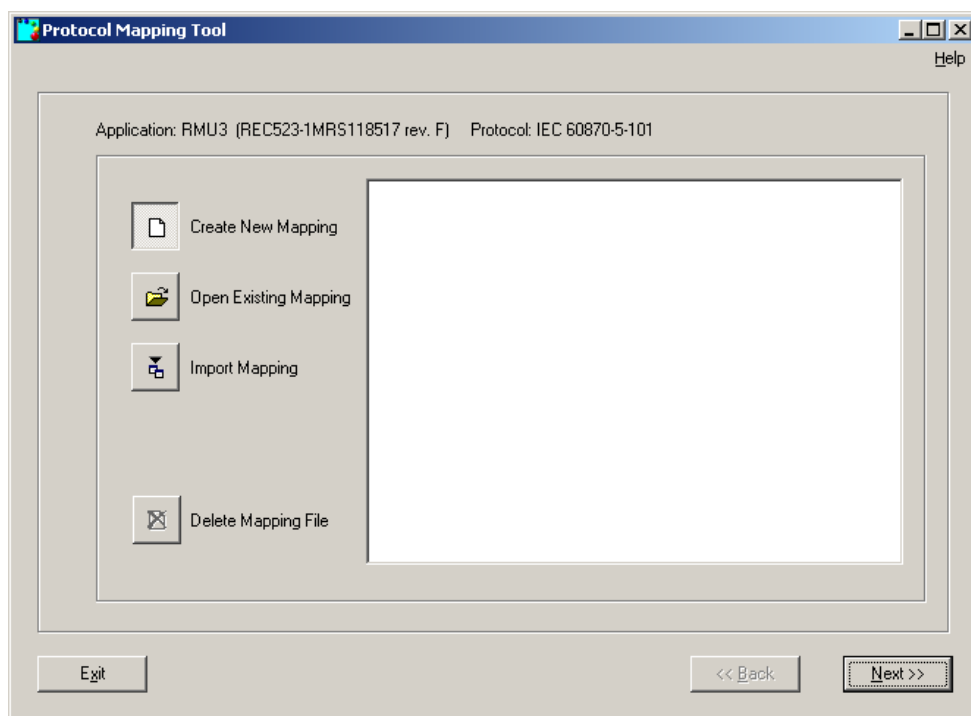 Protocol Mapping Tool
Help
Application: RMU3 (REC523-1MRS118517 rev. F) Protocol: IEC 60870-5-101
Create New Mapping
Open Existing Mapping
Import Mapping
Delete Mapping File
Exit
<< Back
Next >>